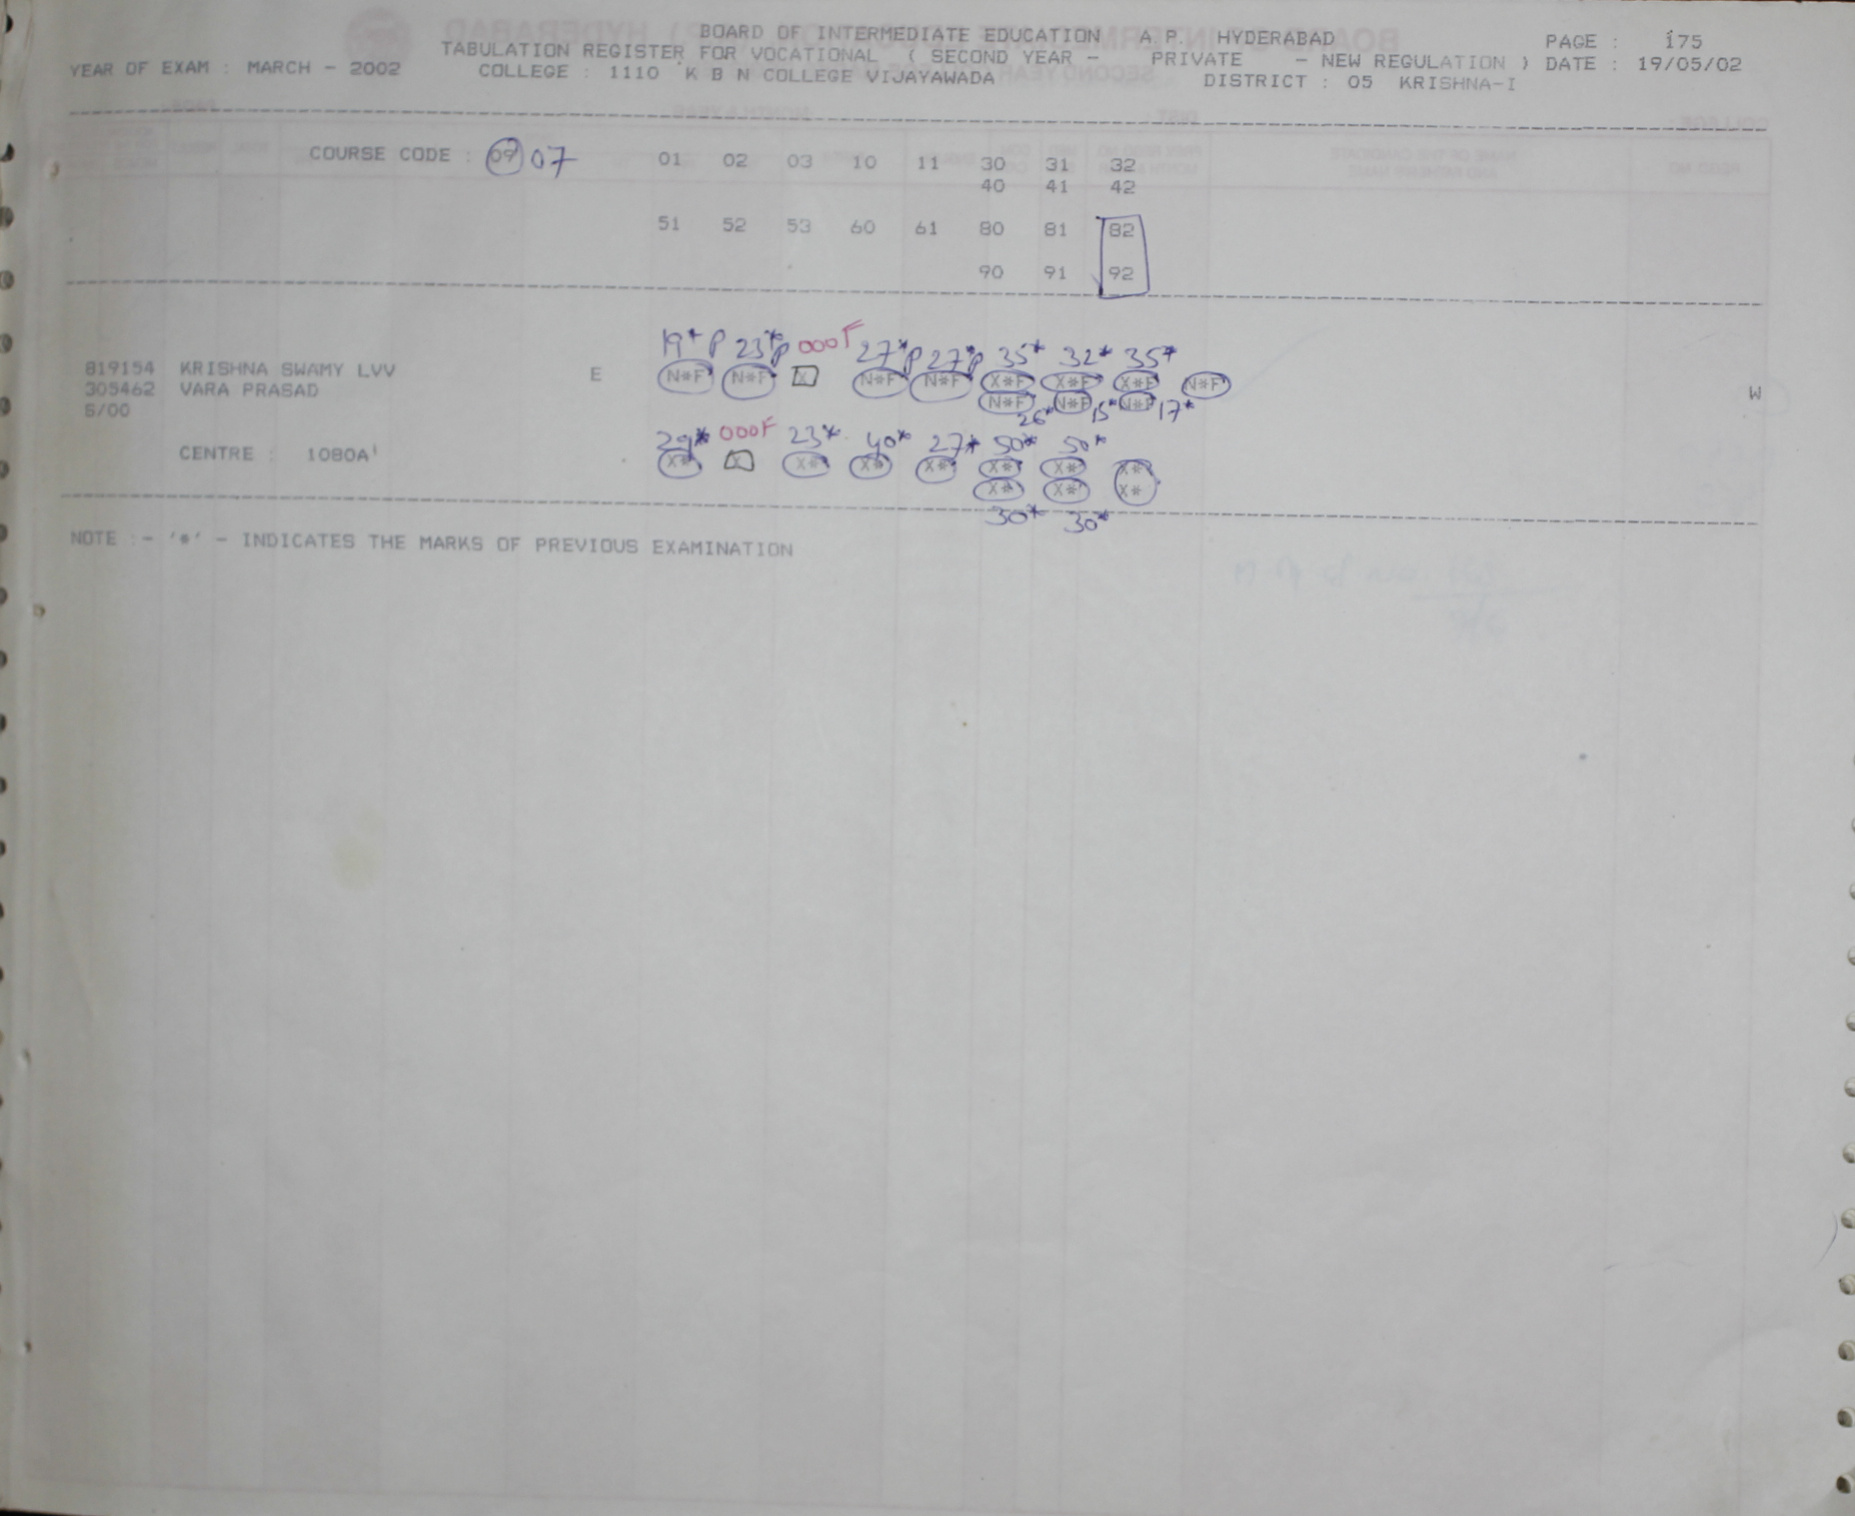 BOARD OF INTERMEDIATE EDUCATION A P. HYDERABAD PAGE : 175
TABULATION REGISTER FOR VOCATIONAL ( SECOND YEAR - PRIVATE - NEW REGULATION ) DATE : 19/05/02
YEAR OF EXAM : MARCH - 2002 COLLEGE : 1110 K B N COLLEGE VIJAYAWADA DISTRICT : 05 KRISHNA-I
COURSE CODE : 09 07 01 02 03 10 11 30 31 32
40 41 42
51 52 53 60 61 80 81 82
90 91 92
19* P 23*P 000F 27*P 27*P 35* 32* 35*
819154 KRISHNA SWAMY LVV E N*F N*F X N*F N*F X*F X*F X*F N*F W
305462 VARA PRASAD N*F N*F N*F
5/00 26* 15* 17*
29* 000F 23* 40* 27* 50* 50*
CENTRE : 1080A X* X* X* X* X* X* X*
X* X* X*
30* 30*
NOTE :- '*' - INDICATES THE MARKS OF PREVIOUS EXAMINATION